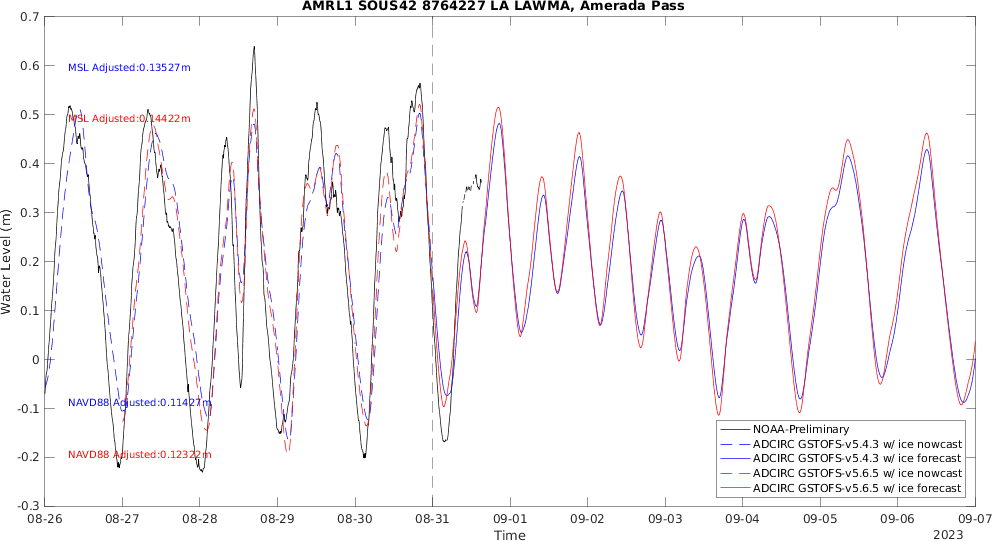 AMRL1 SOUS42 8764227 LA LAWMA, Amerada Pass
0.7
0.6
0.5
0.4
0.3
0.2
0.1
0
-0.1
-0.2
-0.3
Water Level (m)
MSL Adjusted:0.13527m
MSL Adjusted:0.14422m
NAVD88 Adjusted:0.11427m
NAVD88 Adjusted:0.12322m
NOAA-Preliminary
ADCIRC GSTOFS-v5.4.3 w/ ice nowcast
ADCIRC GSTOFS-v5.4.3 w/ ice forecast
ADCIRC GSTOFS-v5.6.5 w/ ice nowcast
ADCIRC GSTOFS-v5.6.5 w/ ice forecast
08-26 08-27 08-28 08-29 08-30 08-31 09-01 09-02 09-03 09-04 09-05 09-06 09-07
Time
2023